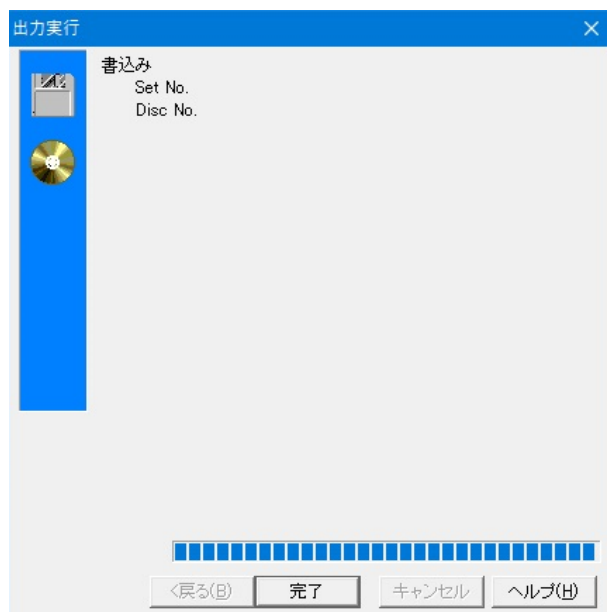 出力実行
書込み
Set No.
Disc No.
<戻る(B)
完了
キャンセル
ヘルプ(H)